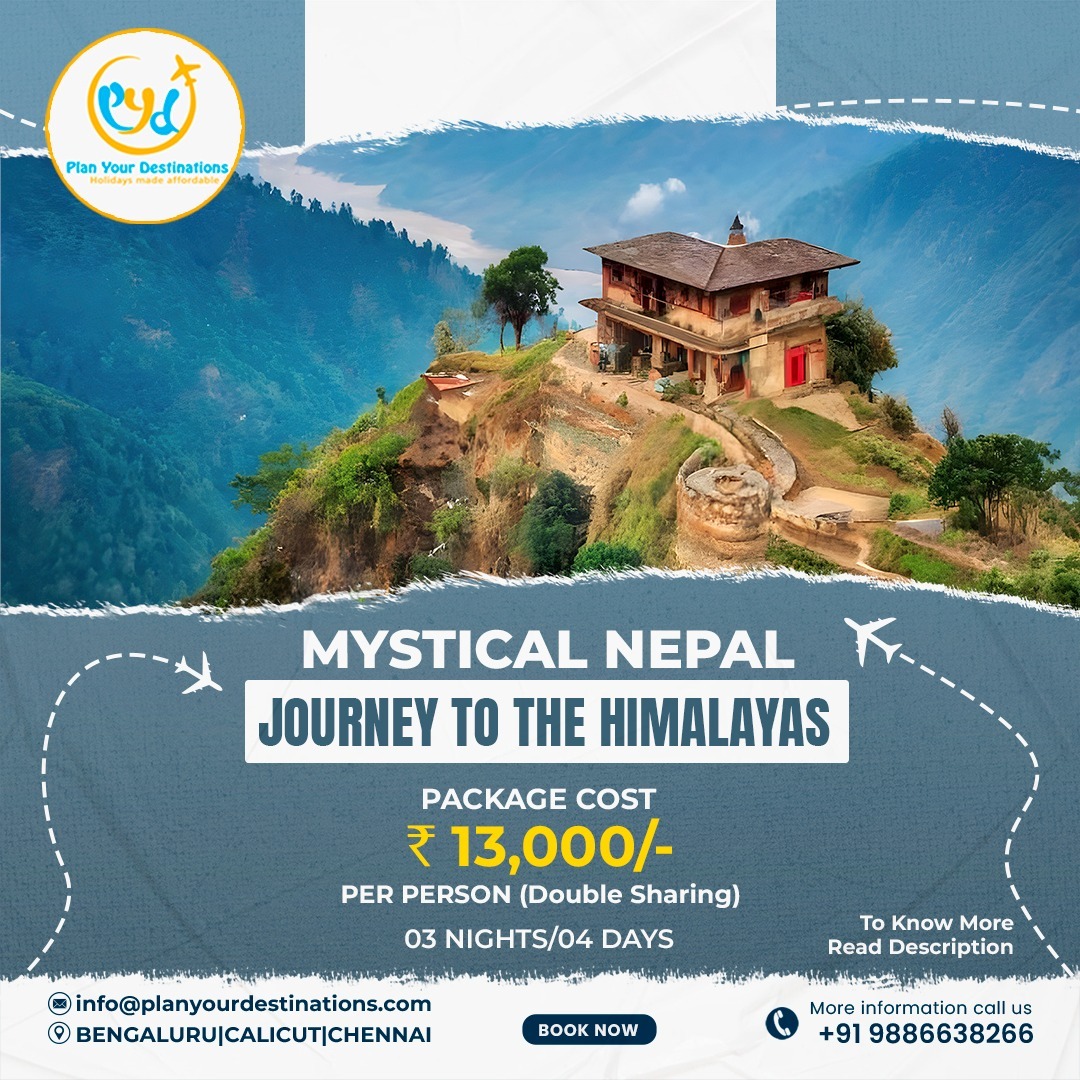 pyd
Plan Your Destinations
Holidays made affordable
MYSTICAL NEPAL
JOURNEY TO THE HIMALAYAS
PACKAGE COST
₹ 13,000/-
PER PERSON (Double Sharing)
03 NIGHTS/04 DAYS
To Know More
Read Description
info@planyourdestinations.com
BENGALURU|CALICUT|CHENNAI
BOOK NOW
More information call us
+91 9886638266